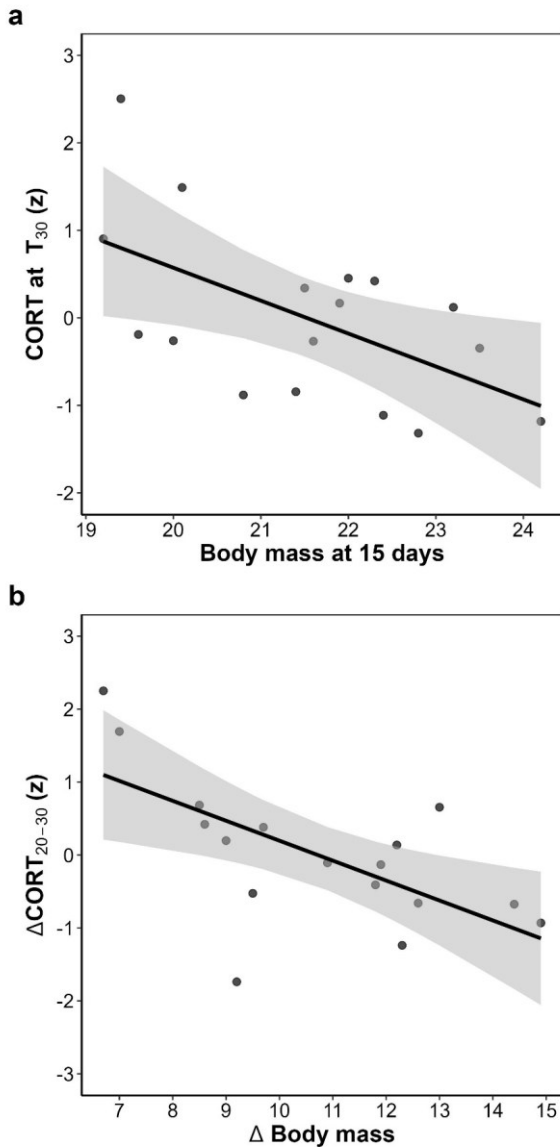 a
3
2
1
0
-1
-2
CORT at T₃₀ (z)
19 20 21 22 23 24
Body mass at 15 days
b
3
2
1
0
-1
-2
-3
ΔCORT₂₀₋₃₀ (z)
7 8 9 10 11 12 13 14 15
Δ Body mass